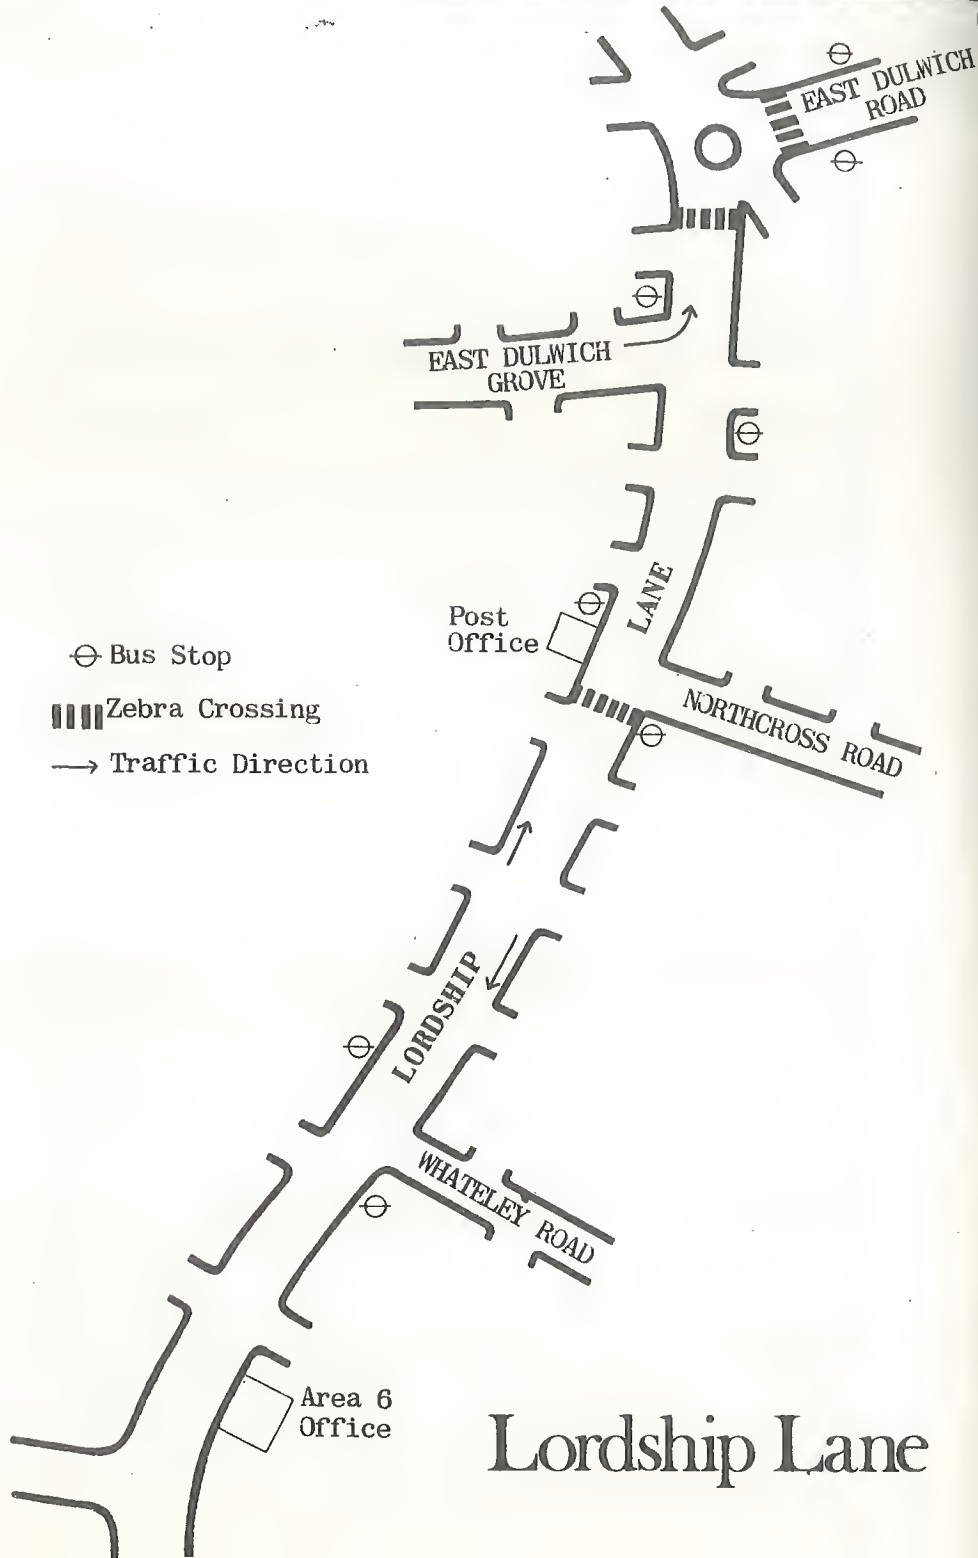 EAST DULWICH
ROAD
EAST DULWICH
GROVE
LANE
Post
Office
Bus Stop
Zebra Crossing
Traffic Direction
NORTHCROSS ROAD
LORDSHIP
WHATELEY ROAD
Area 6
Office
Lordship Lane